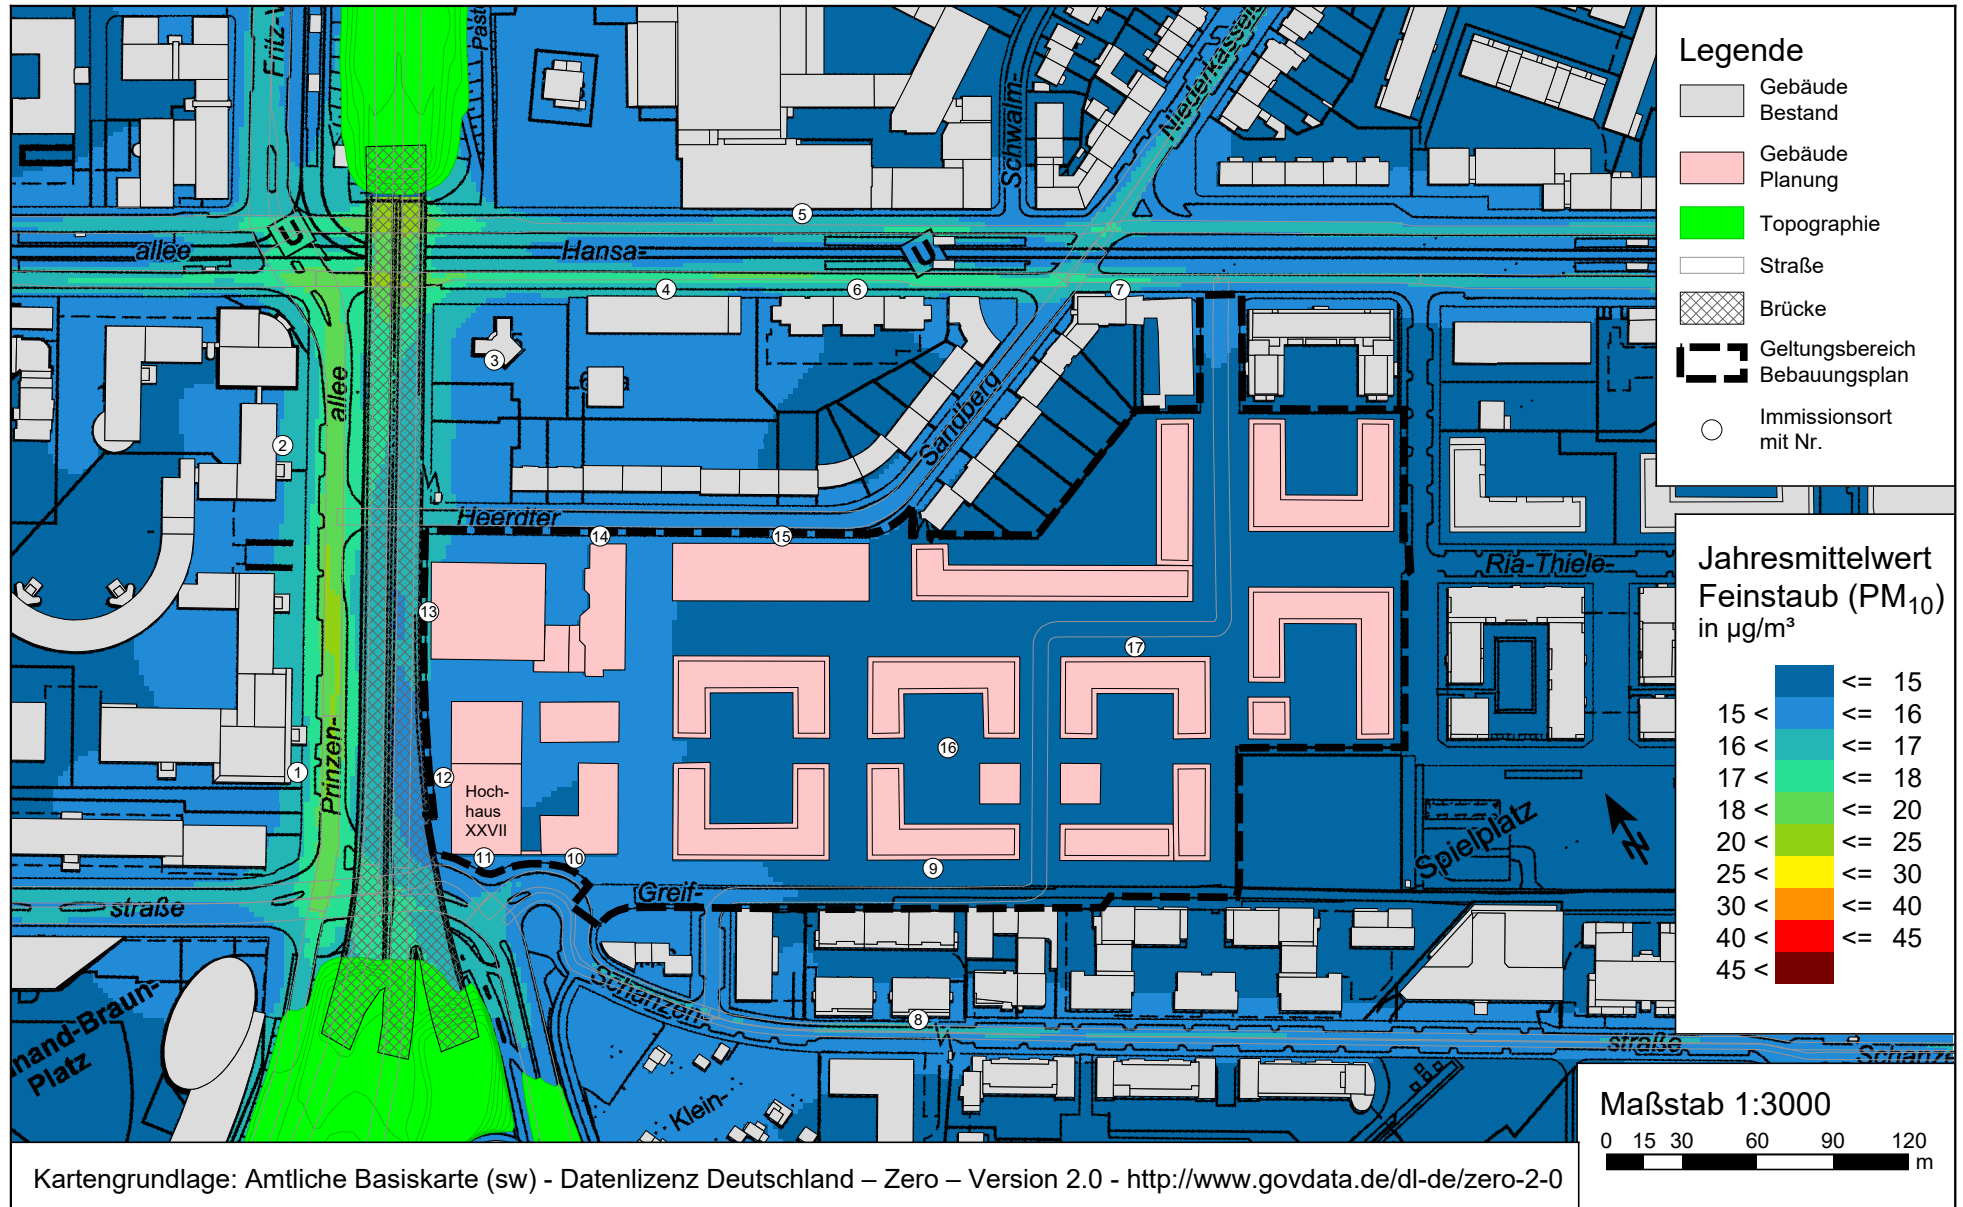 Fritz-V
Past
Schwalm-
Niederkassele
5
U
allee
Hansa-
U
4
6
7
3
allee
2
Sandberg
Heerdter
14
15
13
Ria-Thiele-
17
16
Prinzen-
1
12
Hoch-
haus
XXVII
11
10
9
Spielplatz
N
straße
Greif-
Schanzen-
8
straße
Schanze
inand-Braun-
Platz
Klein-
Legende
Gebäude
Bestand
Gebäude
Planung
Topographie
Straße
Brücke
Geltungsbereich
Bebauungsplan
Immissionsort
mit Nr.
Jahresmittelwert
Feinstaub (PM10)
in µg/m³
<= 15
15 < <= 16
16 < <= 17
17 < <= 18
18 < <= 20
20 < <= 25
25 < <= 30
30 < <= 40
40 < <= 45
45 <
Maßstab 1:3000
0 15 30 60 90 120
m
Kartengrundlage: Amtliche Basiskarte (sw) - Datenlizenz Deutschland – Zero – Version 2.0 - http://www.govdata.de/dl-de/zero-2-0